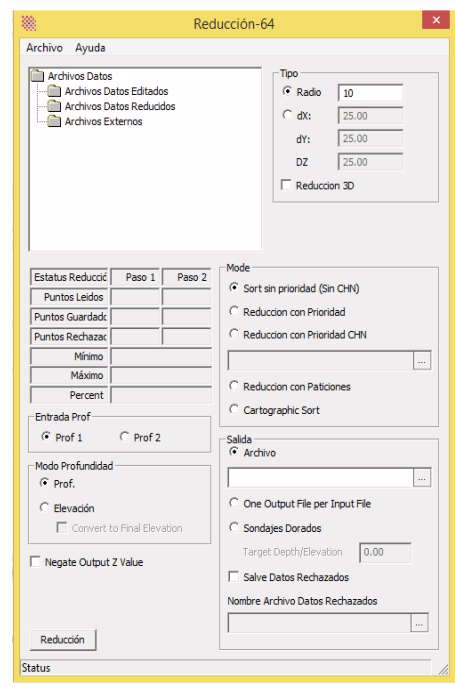 Reducción-64
Archivo Ayuda
Archivos Datos
Archivos Datos Editados
Archivos Datos Reducidos
Archivos Externos
Tipo
Radio 10
dX: 25.00
dY: 25.00
DZ 25.00
Reduccion 3D
Estatus Reducció Paso 1 Paso 2
Puntos Leidos
Puntos Guardadc
Puntos Rechazac
Mínimo
Máximo
Percent
Entrada Prof
Prof 1 Prof 2
Modo Profundidad
Prof.
Elevación
Convert to Final Elevation
Negate Output Z Value
Reducción
Mode
Sort sin prioridad (Sin CHN)
Reduccion con Prioridad
Reduccion con Prioridad CHN
...
Reduccion con Paticiones
Cartographic Sort
Salida
Archivo
...
One Output File per Input File
Sondajes Dorados
Target Depth/Elevation 0.00
Salve Datos Rechazados
Nombre Archivo Datos Rechazados
...
Status